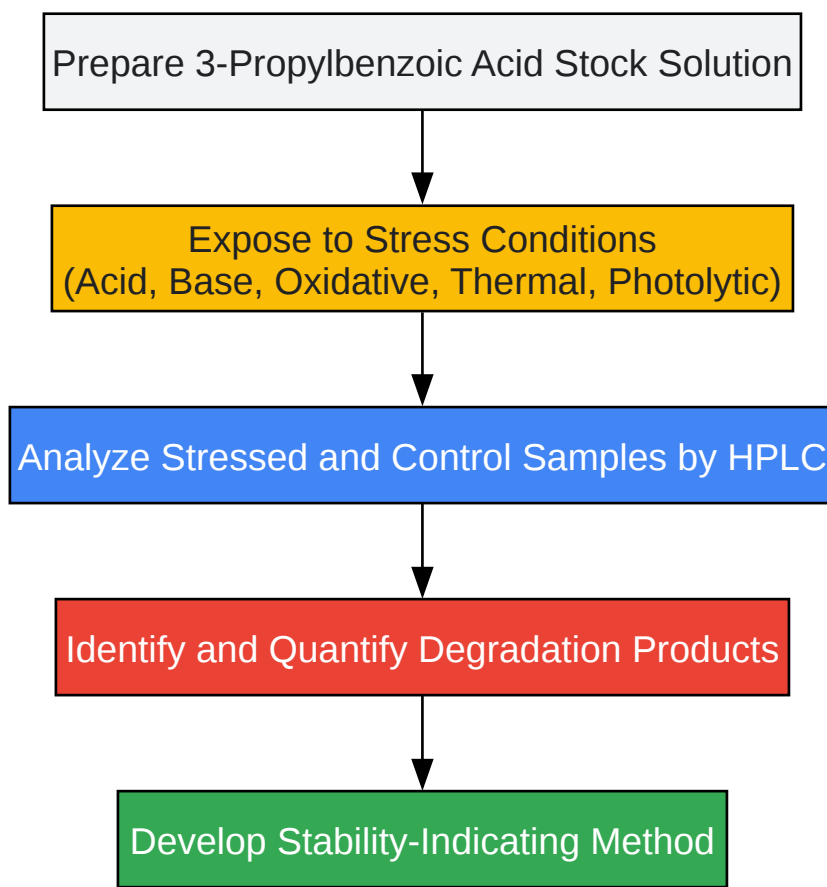 Prepare 3-Propylbenzoic Acid Stock Solution
Expose to Stress Conditions
(Acid, Base, Oxidative, Thermal, Photolytic)
Analyze Stressed and Control Samples by HPLC
Identify and Quantify Degradation Products
Develop Stability-Indicating Method